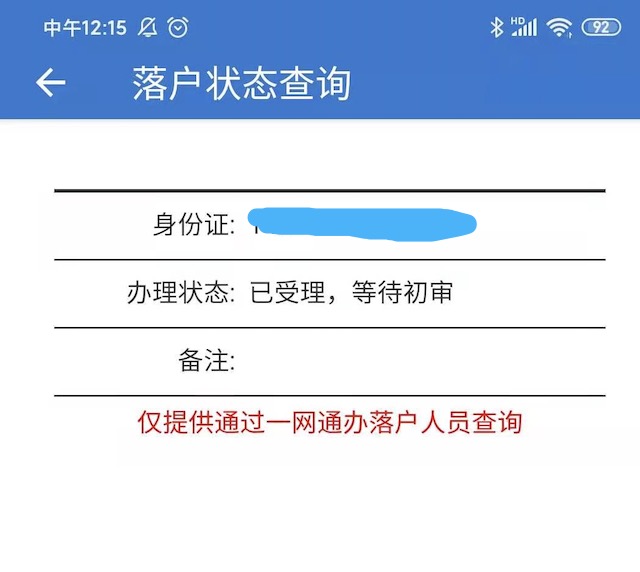 中午12:15 HD 92
落户状态查询
身份证:
办理状态: 已受理，等待初审
备注:
仅提供通过一网通办落户人员查询